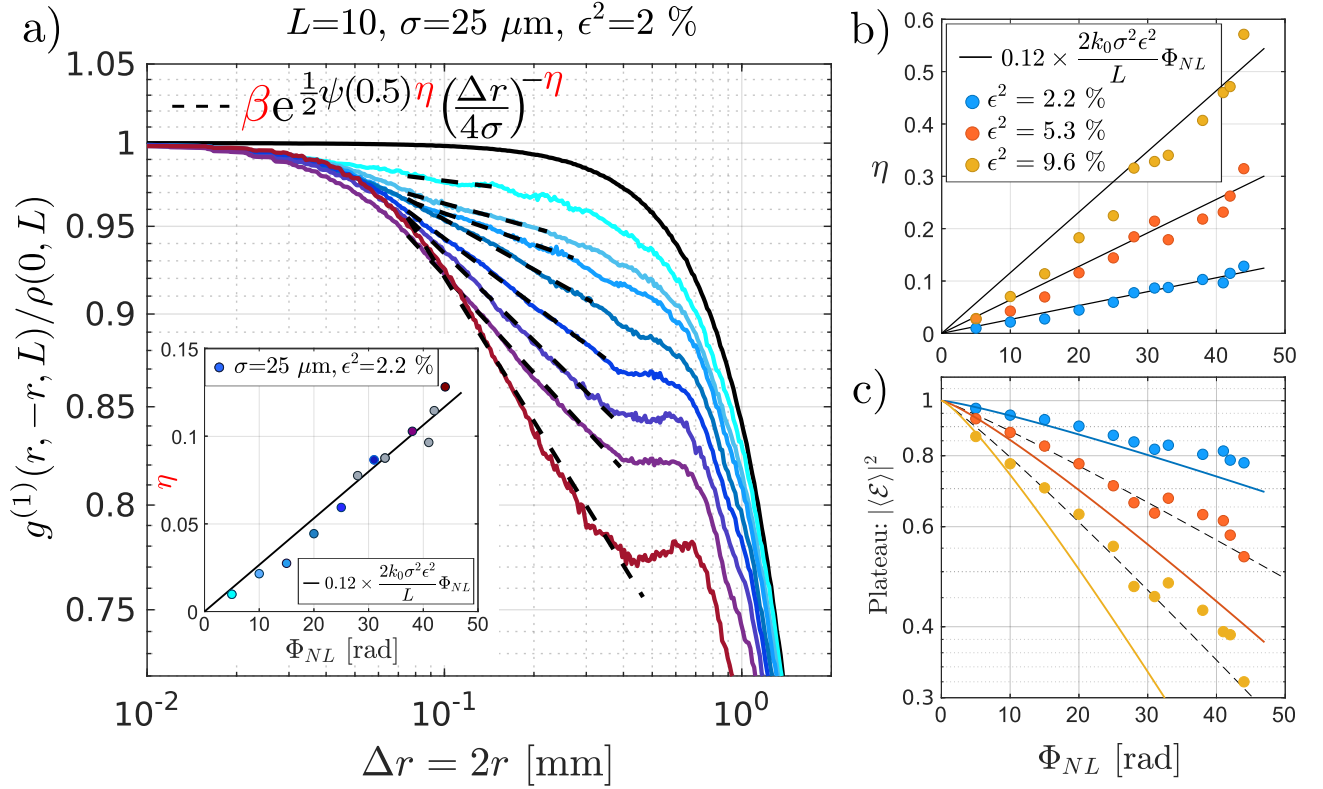 a)
L=10, σ=25 μm, ϵ²=2 %
1.05
1
0.95
0.9
0.85
0.8
0.75
g⁽¹⁾(r, −r, L)/ρ(0, L)
βe^{½ψ(0.5)η} (Δr/4σ)^{−η}
10⁻²
10⁻¹
10⁰
Δr = 2r [mm]
0.15
0.1
0.05
0
η
σ=25 μm, ϵ²=2.2 %
0.12 × 2k₀σ²ϵ²/L Φ_{NL}
0
10
20
30
40
50
Φ_{NL} [rad]
b)
0.6
0.5
0.4
0.3
0.2
0.1
0
η
0.12 × 2k₀σ²ϵ²/L Φ_{NL}
ϵ² = 2.2 %
ϵ² = 5.3 %
ϵ² = 9.6 %
0
10
20
30
40
50
c)
1
0.8
0.6
0.4
0.3
Plateau: |⟨ℰ⟩|²
0
10
20
30
40
50
Φ_{NL} [rad]